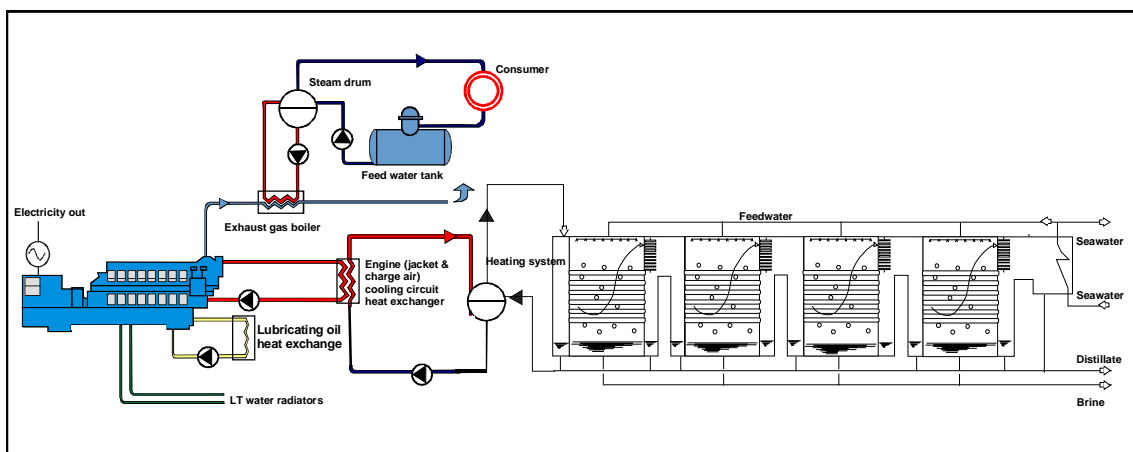 Steam drum
Consumer
Feed water tank
Electricity out
Exhaust gas boiler
Feedwater
Seawater
Engine (jacket &
charge air)
cooling circuit
heat exchanger
Heating system
Seawater
Lubricating oil
heat exchange
Distillate
LT water radiators
Brine